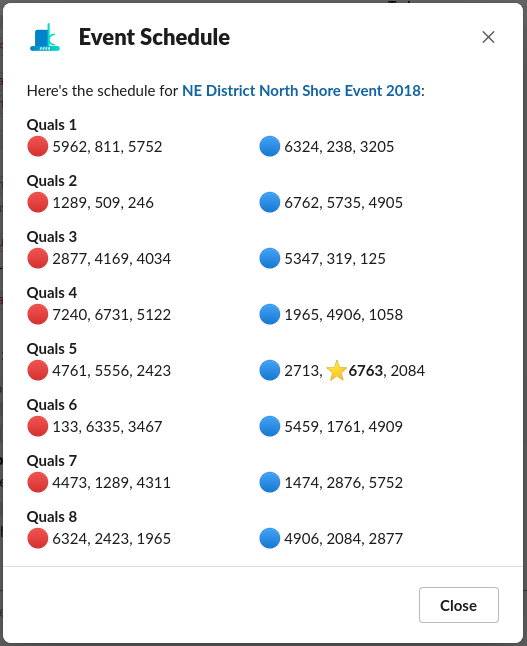 Event Schedule
Here's the schedule for NE District North Shore Event 2018:
Quals 1
5962, 811, 5752 6324, 238, 3205
Quals 2
1289, 509, 246 6762, 5735, 4905
Quals 3
2877, 4169, 4034 5347, 319, 125
Quals 4
7240, 6731, 5122 1965, 4906, 1058
Quals 5
4761, 5556, 2423 2713, 6763, 2084
Quals 6
133, 6335, 3467 5459, 1761, 4909
Quals 7
4473, 1289, 4311 1474, 2876, 5752
Quals 8
6324, 2423, 1965 4906, 2084, 2877
Close